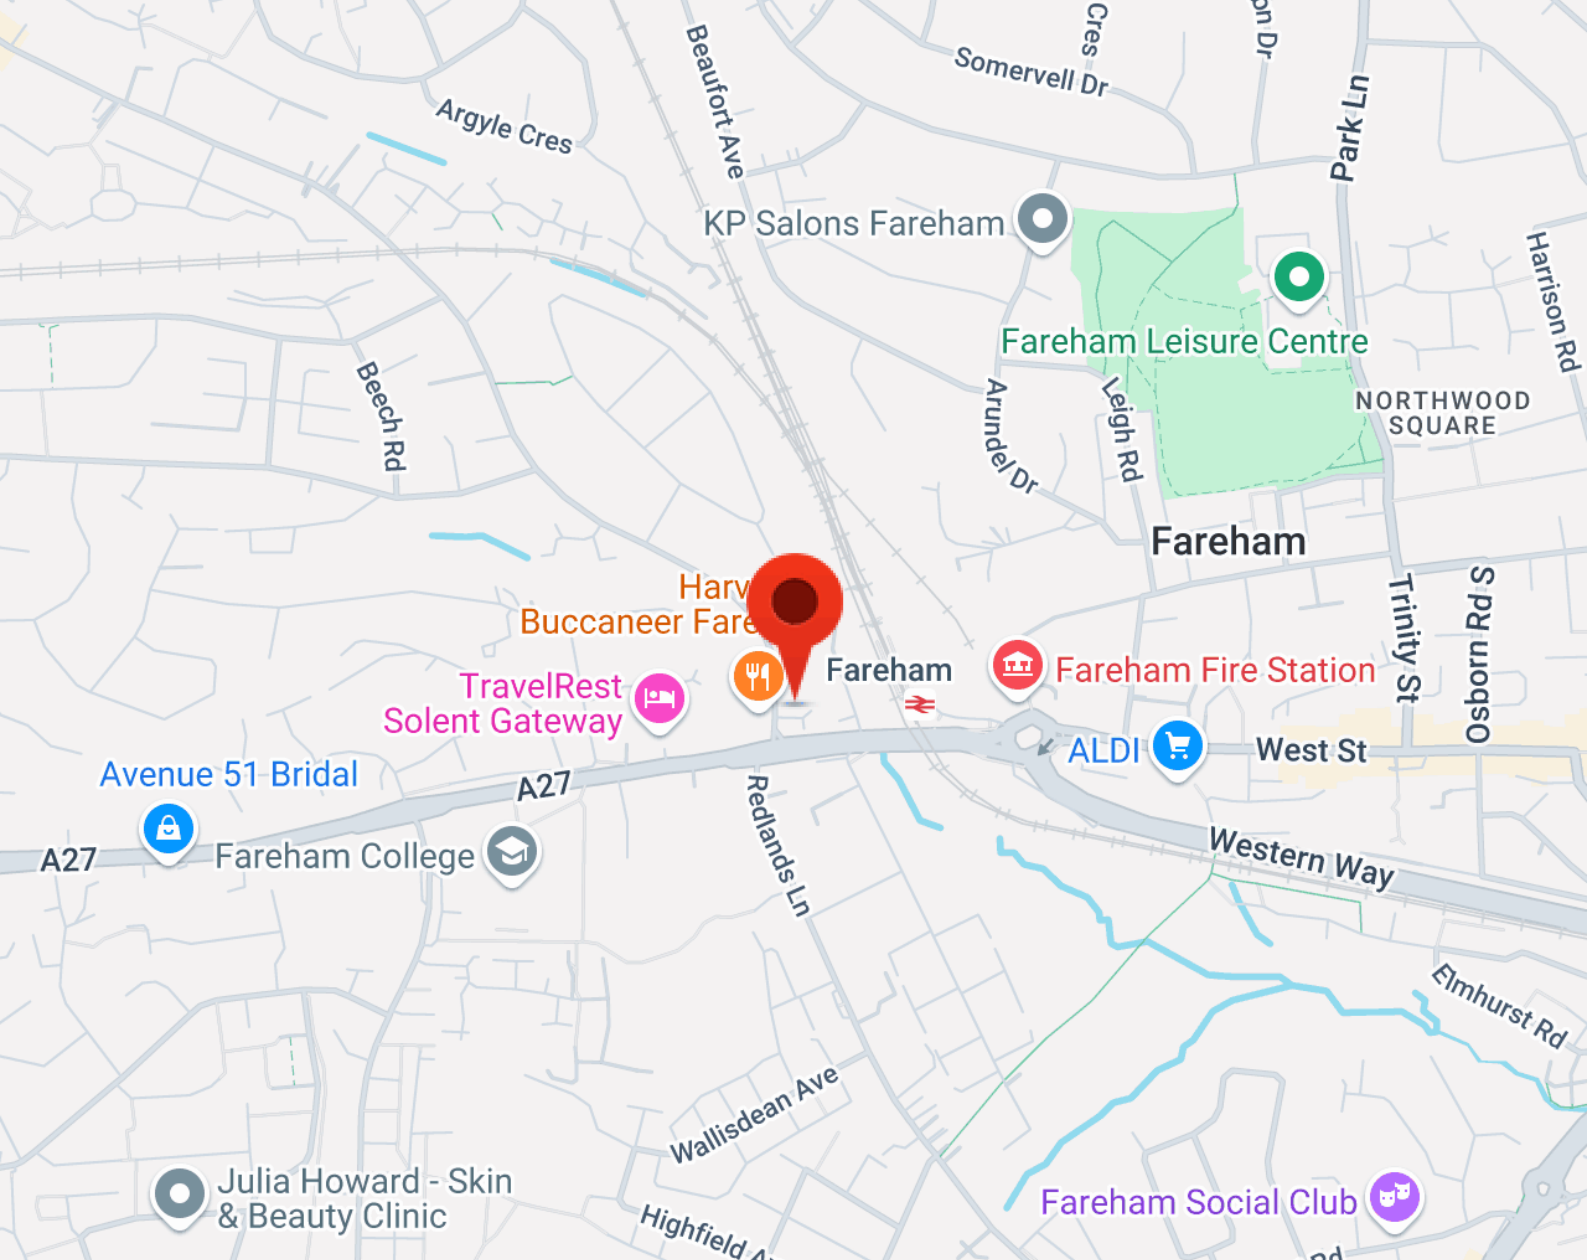 Cres
Somervell Dr
Beaufort Ave
Park Ln
Argyle Cres
KP Salons Fareham
Harrison Rd
Fareham Leisure Centre
Beech Rd
Arundel Dr
Leigh Rd
NORTHWOOD
SQUARE
Fareham
Buccaneer
Trinity St
Osborn Rd S
TravelRest
Solent Gateway
Fareham
Fareham Fire Station
ALDI
West St
Avenue 51 Bridal
A27
Redlands Ln
A27
Fareham College
Western Way
Elmhurst Rd
Wallisdean Ave
Julia Howard - Skin
& Beauty Clinic
Fareham Social Club
Highfield
Rd